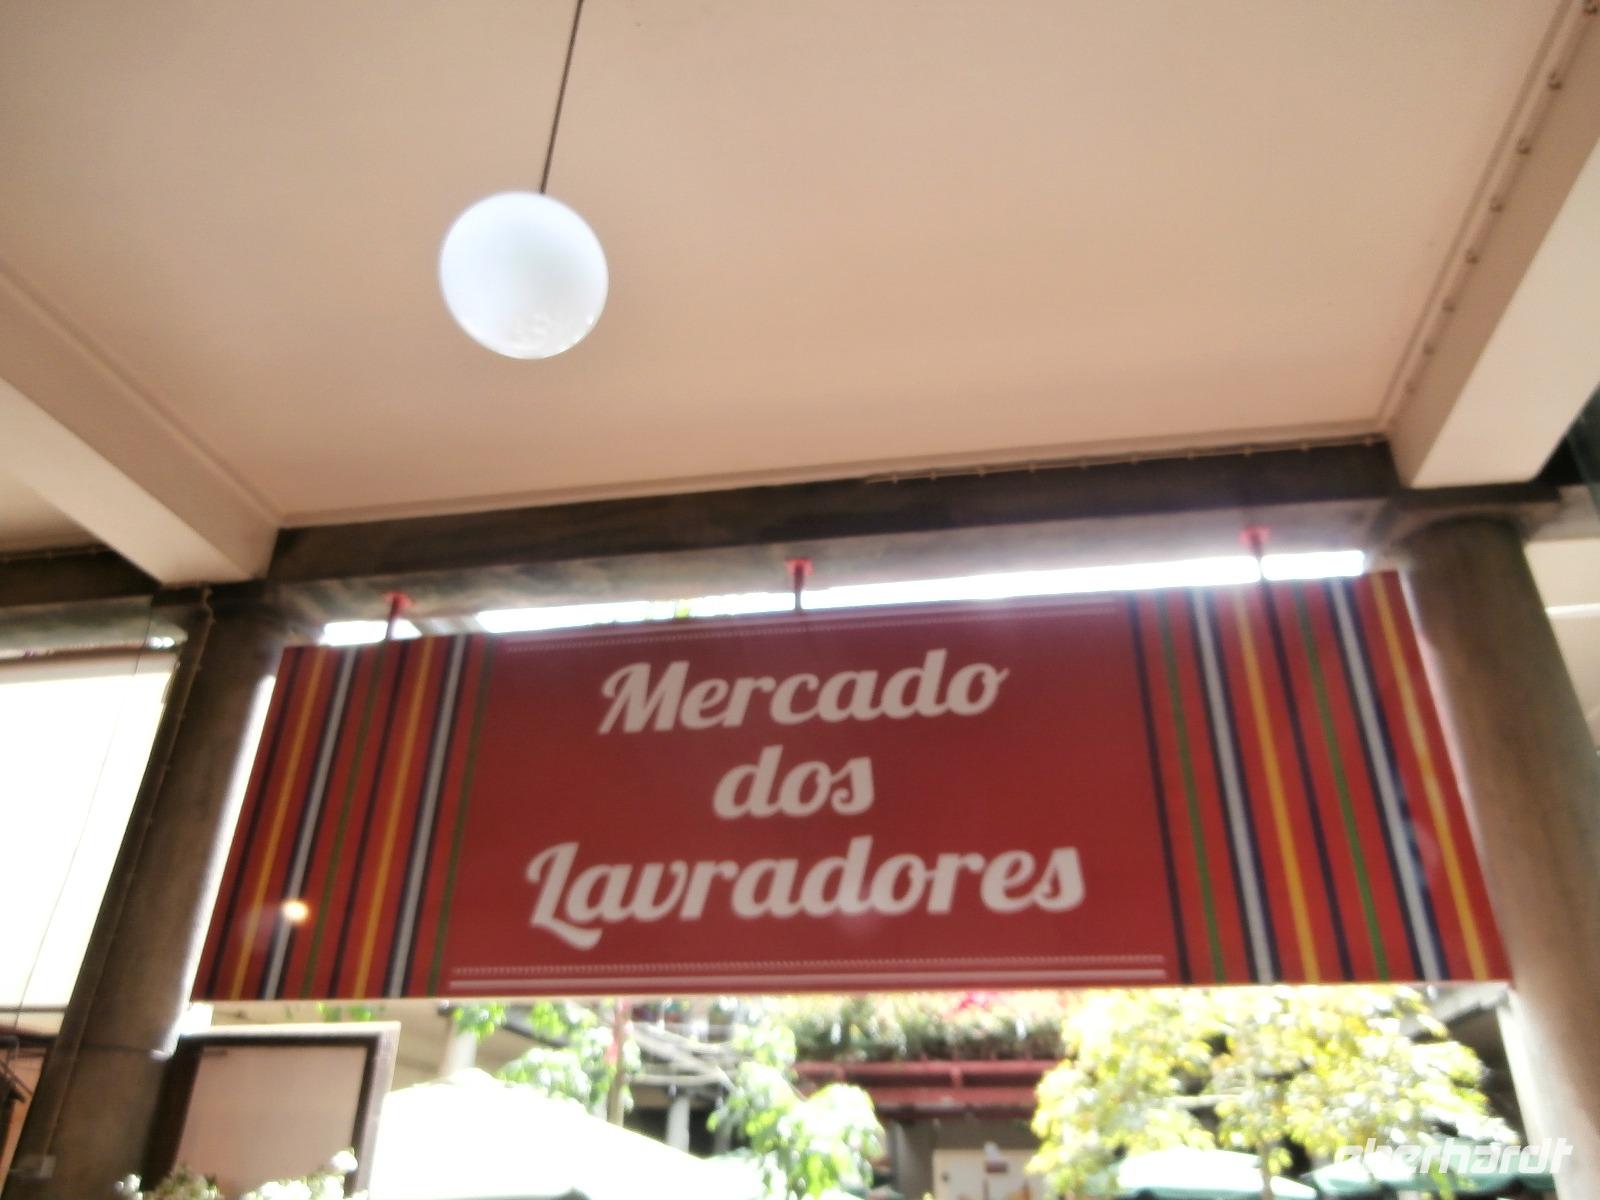 Mercado
dos
Lavradores
eberhardt